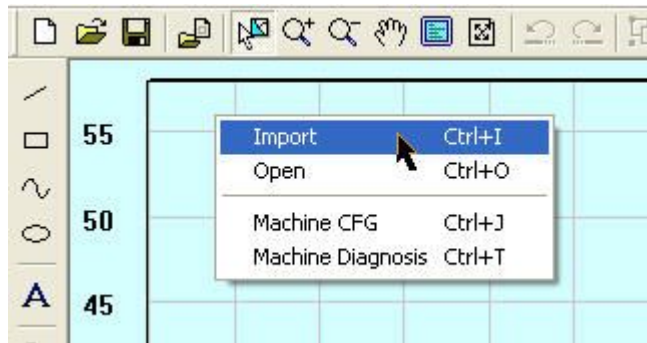 55
Import Ctrl+I
Open Ctrl+O
50
Machine CFG Ctrl+J
Machine Diagnosis Ctrl+T
A
45